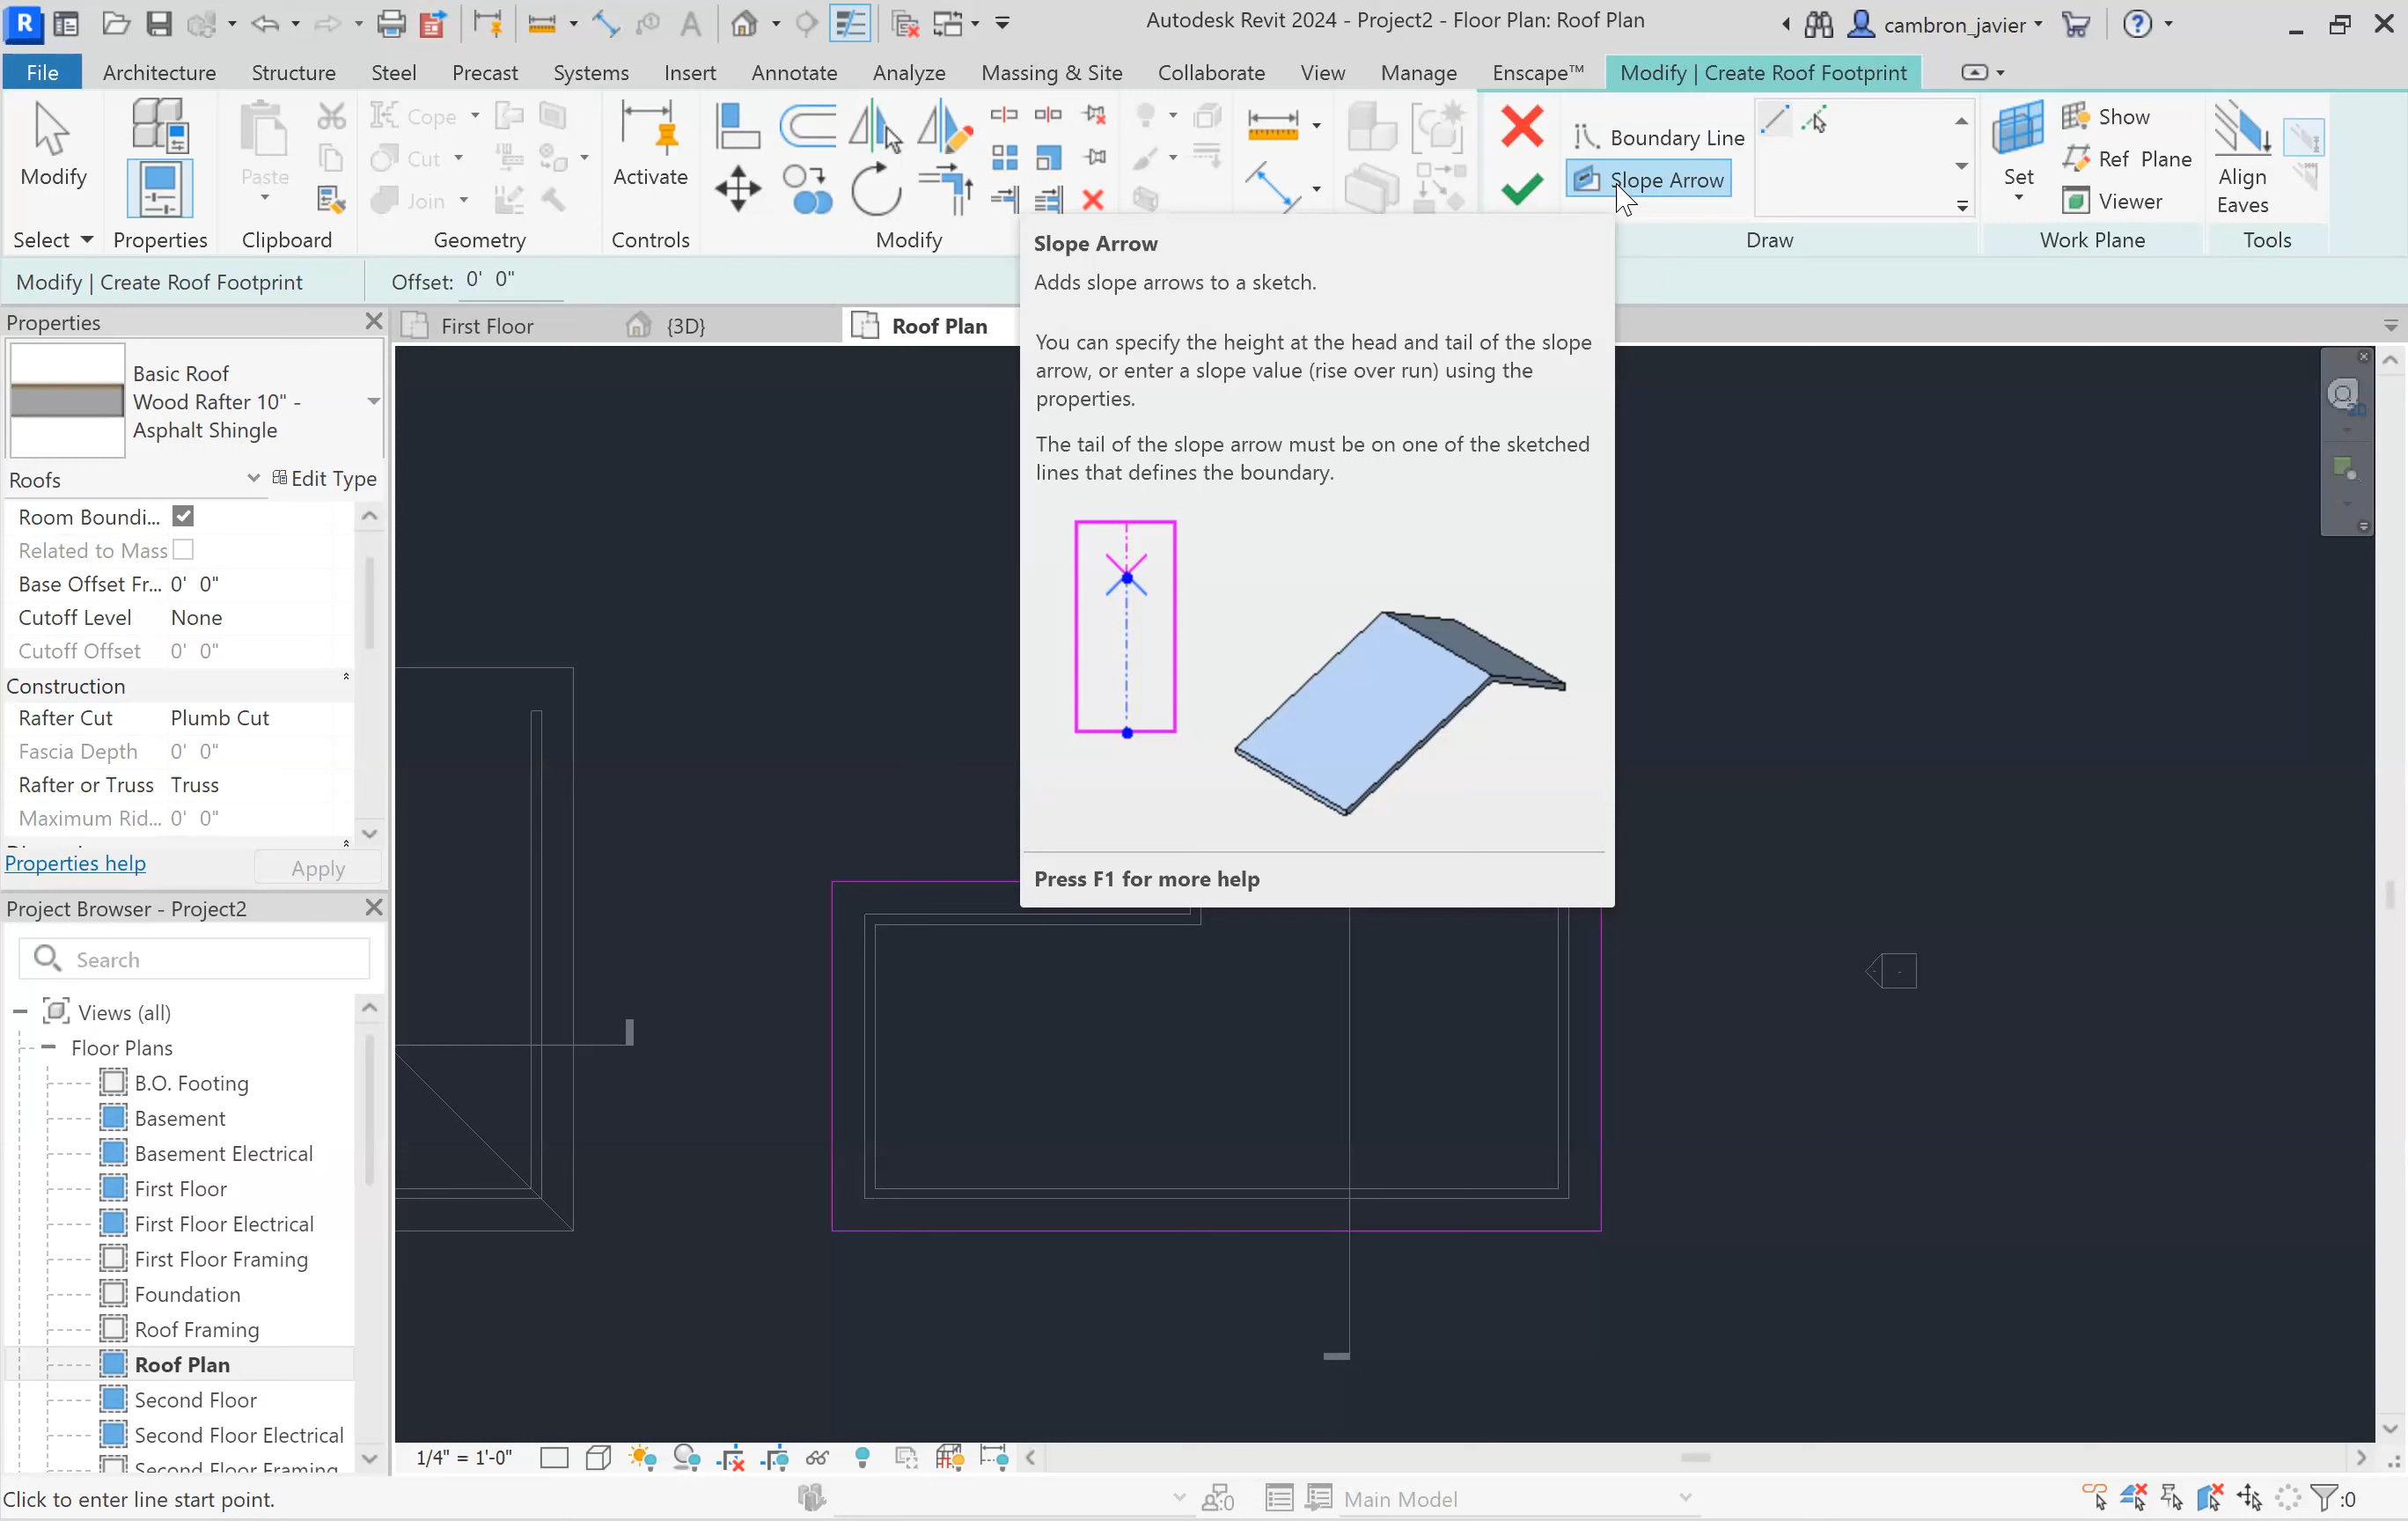 R
Autodesk Revit 2024 - Project2 - Floor Plan: Roof Plan
cambron_javier
File Architecture Structure Steel Precast Systems Insert Annotate Analyze Massing & Site Collaborate View Manage Enscape™ Modify | Create Roof Footprint
Modify
Paste
Cope
Cut
Join
Activate
Boundary Line
Slope Arrow
Set
Show
Ref Plane
Viewer
Align
Eaves
Select Properties Clipboard Geometry Controls Modify Draw Work Plane Tools
Modify | Create Roof Footprint Offset: 0' 0"
Properties
First Floor {3D} Roof Plan
Basic Roof
Wood Rafter 10" -
Asphalt Shingle
Roofs Edit Type
Room Boundi...
Related to Mass
Base Offset Fr... 0' 0"
Cutoff Level None
Cutoff Offset 0' 0"
Construction
Rafter Cut Plumb Cut
Fascia Depth 0' 0"
Rafter or Truss Truss
Maximum Rid... 0' 0"
Properties help Apply
Slope Arrow
Adds slope arrows to a sketch.
You can specify the height at the head and tail of the slope
arrow, or enter a slope value (rise over run) using the
properties.
The tail of the slope arrow must be on one of the sketched
lines that defines the boundary.
Press F1 for more help
2D
Project Browser - Project2
Search
Views (all)
Floor Plans
B.O. Footing
Basement
Basement Electrical
First Floor
First Floor Electrical
First Floor Framing
Foundation
Roof Framing
Roof Plan
Second Floor
Second Floor Electrical
Second Floor Framing
1/4" = 1'-0"
Click to enter line start point.
:0
Main Model
:0